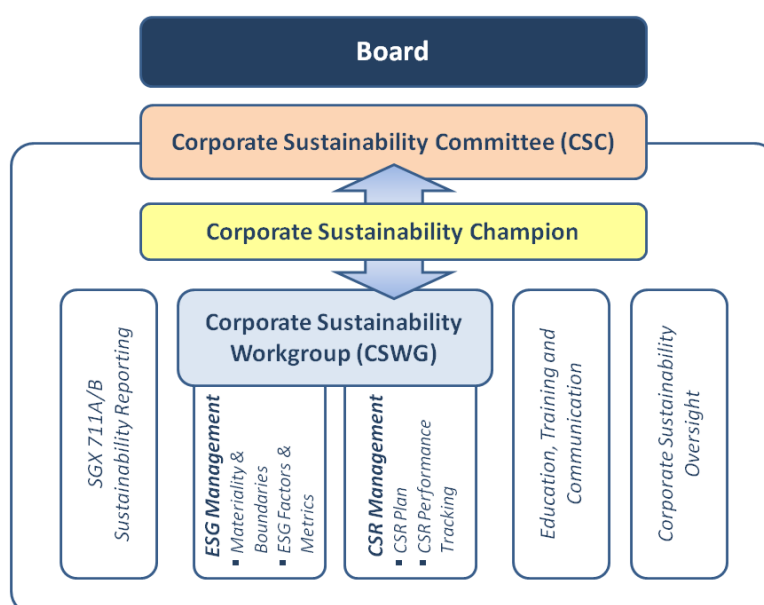 Board
Corporate Sustainability Committee (CSC)
Corporate Sustainability Champion
Corporate Sustainability
Workgroup (CSWG)
SGX 711A/B
Sustainability Reporting
ESG Management
▪ Materiality &
Boundaries
▪ ESG Factors &
Metrics
CSR Management
▪ CSR Plan
▪ CSR Performance
Tracking
Education, Training and
Communication
Corporate Sustainability
Oversight